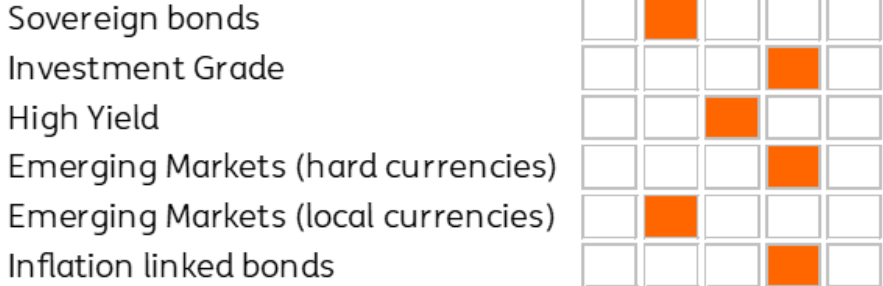 Sovereign bonds
Investment Grade
High Yield
Emerging Markets (hard currencies)
Emerging Markets (local currencies)
Inflation linked bonds